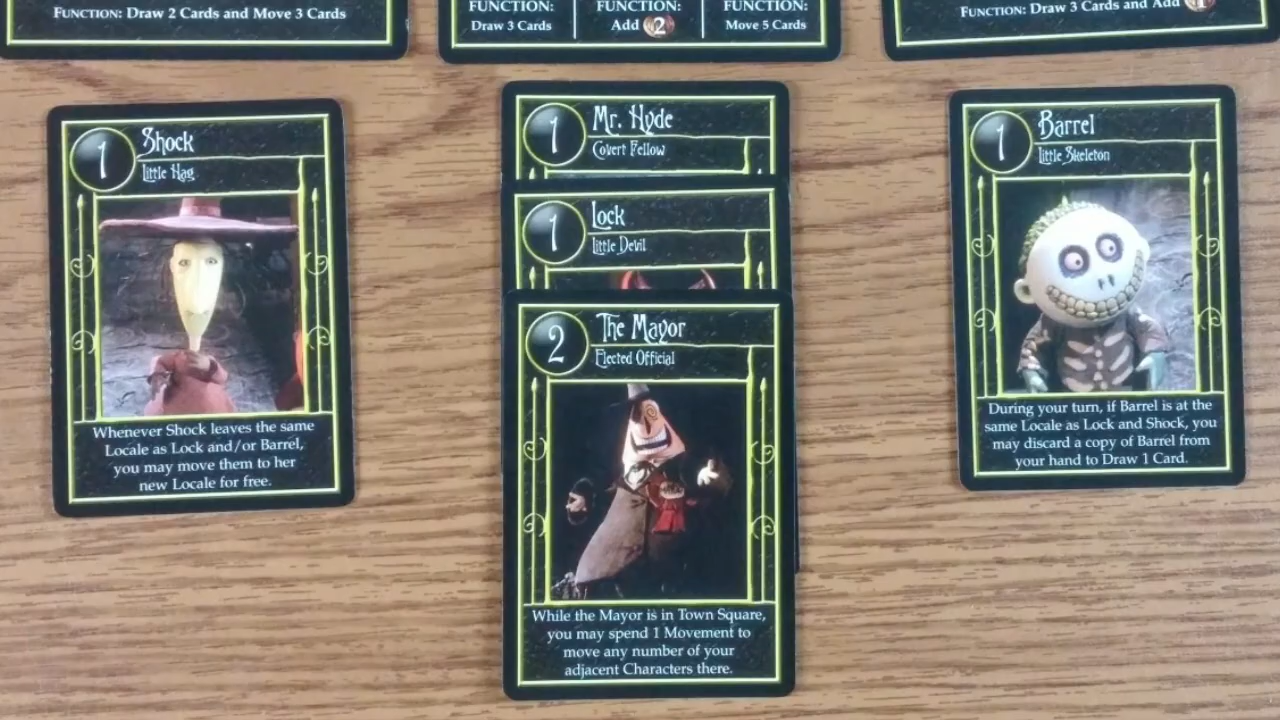 FUNCTION: Draw 2 Cards and Move 3 Cards
FUNCTION:
Draw 3 Cards
FUNCTION:
Add 2
FUNCTION:
Move 5 Cards
FUNCTION: Draw 3 Cards and Add 1
1
Shock
Little Hag
Whenever Shock leaves the same
Locale as Lock and/or Barrel,
you may move them to her
new Locale for free.
1
Mr. Hyde
Covert Fellow
1
Lock
Little Devil
2
The Mayor
Elected Official
While the Mayor is in Town Square,
you may spend 1 Movement to
move any number of your
adjacent Characters there.
1
Barrel
Little Skeleton
During your turn, if Barrel is at the
same Locale as Lock and Shock, you
may discard a copy of Barrel from
your hand to Draw 1 Card.